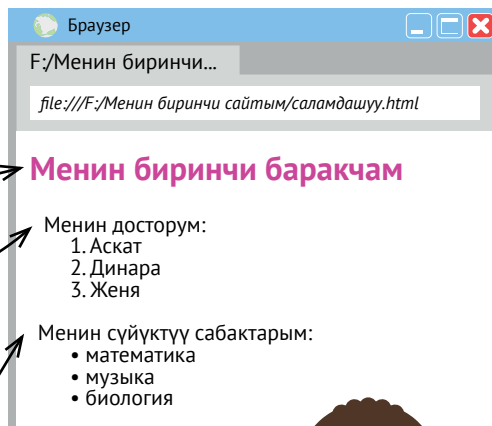 Браузер
F:/Менин биринчи...
file:///F:/Менин биринчи сайтым/саламдашуу.html
Менин биринчи баракчам
Менин досторум:
1. Аскат
2. Динара
3. Женя
Менин сүйүктүү сабактарым:
• математика
• музыка
• биология